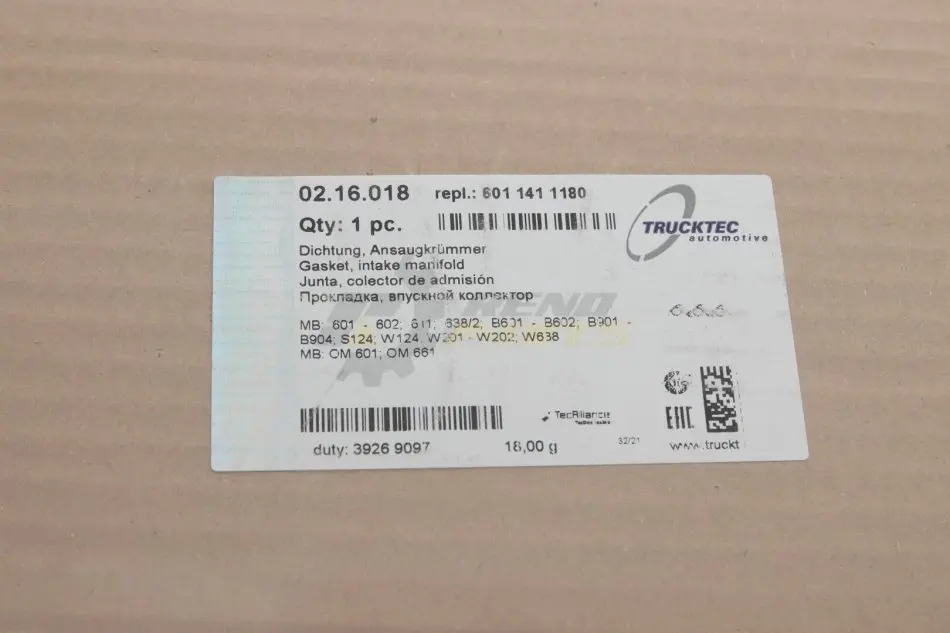 02.16.018 repl.: 601 141 1180
Qty: 1 pc.
TRUCKTEC
automotive
Dichtung, Ansaugkrümmer
Gasket, intake manifold
Junta, colector de admisión
Прокладка, впускной коллектор
MB: 601 - 602; 611; 638/2; B601 - B602; B901 -
B904; S124; W124, W201 - W202; W638
MB: OM 601; OM 661
TecAlliance
EAC
duty: 3926 9097 18,00 g 32/21 www.truckt